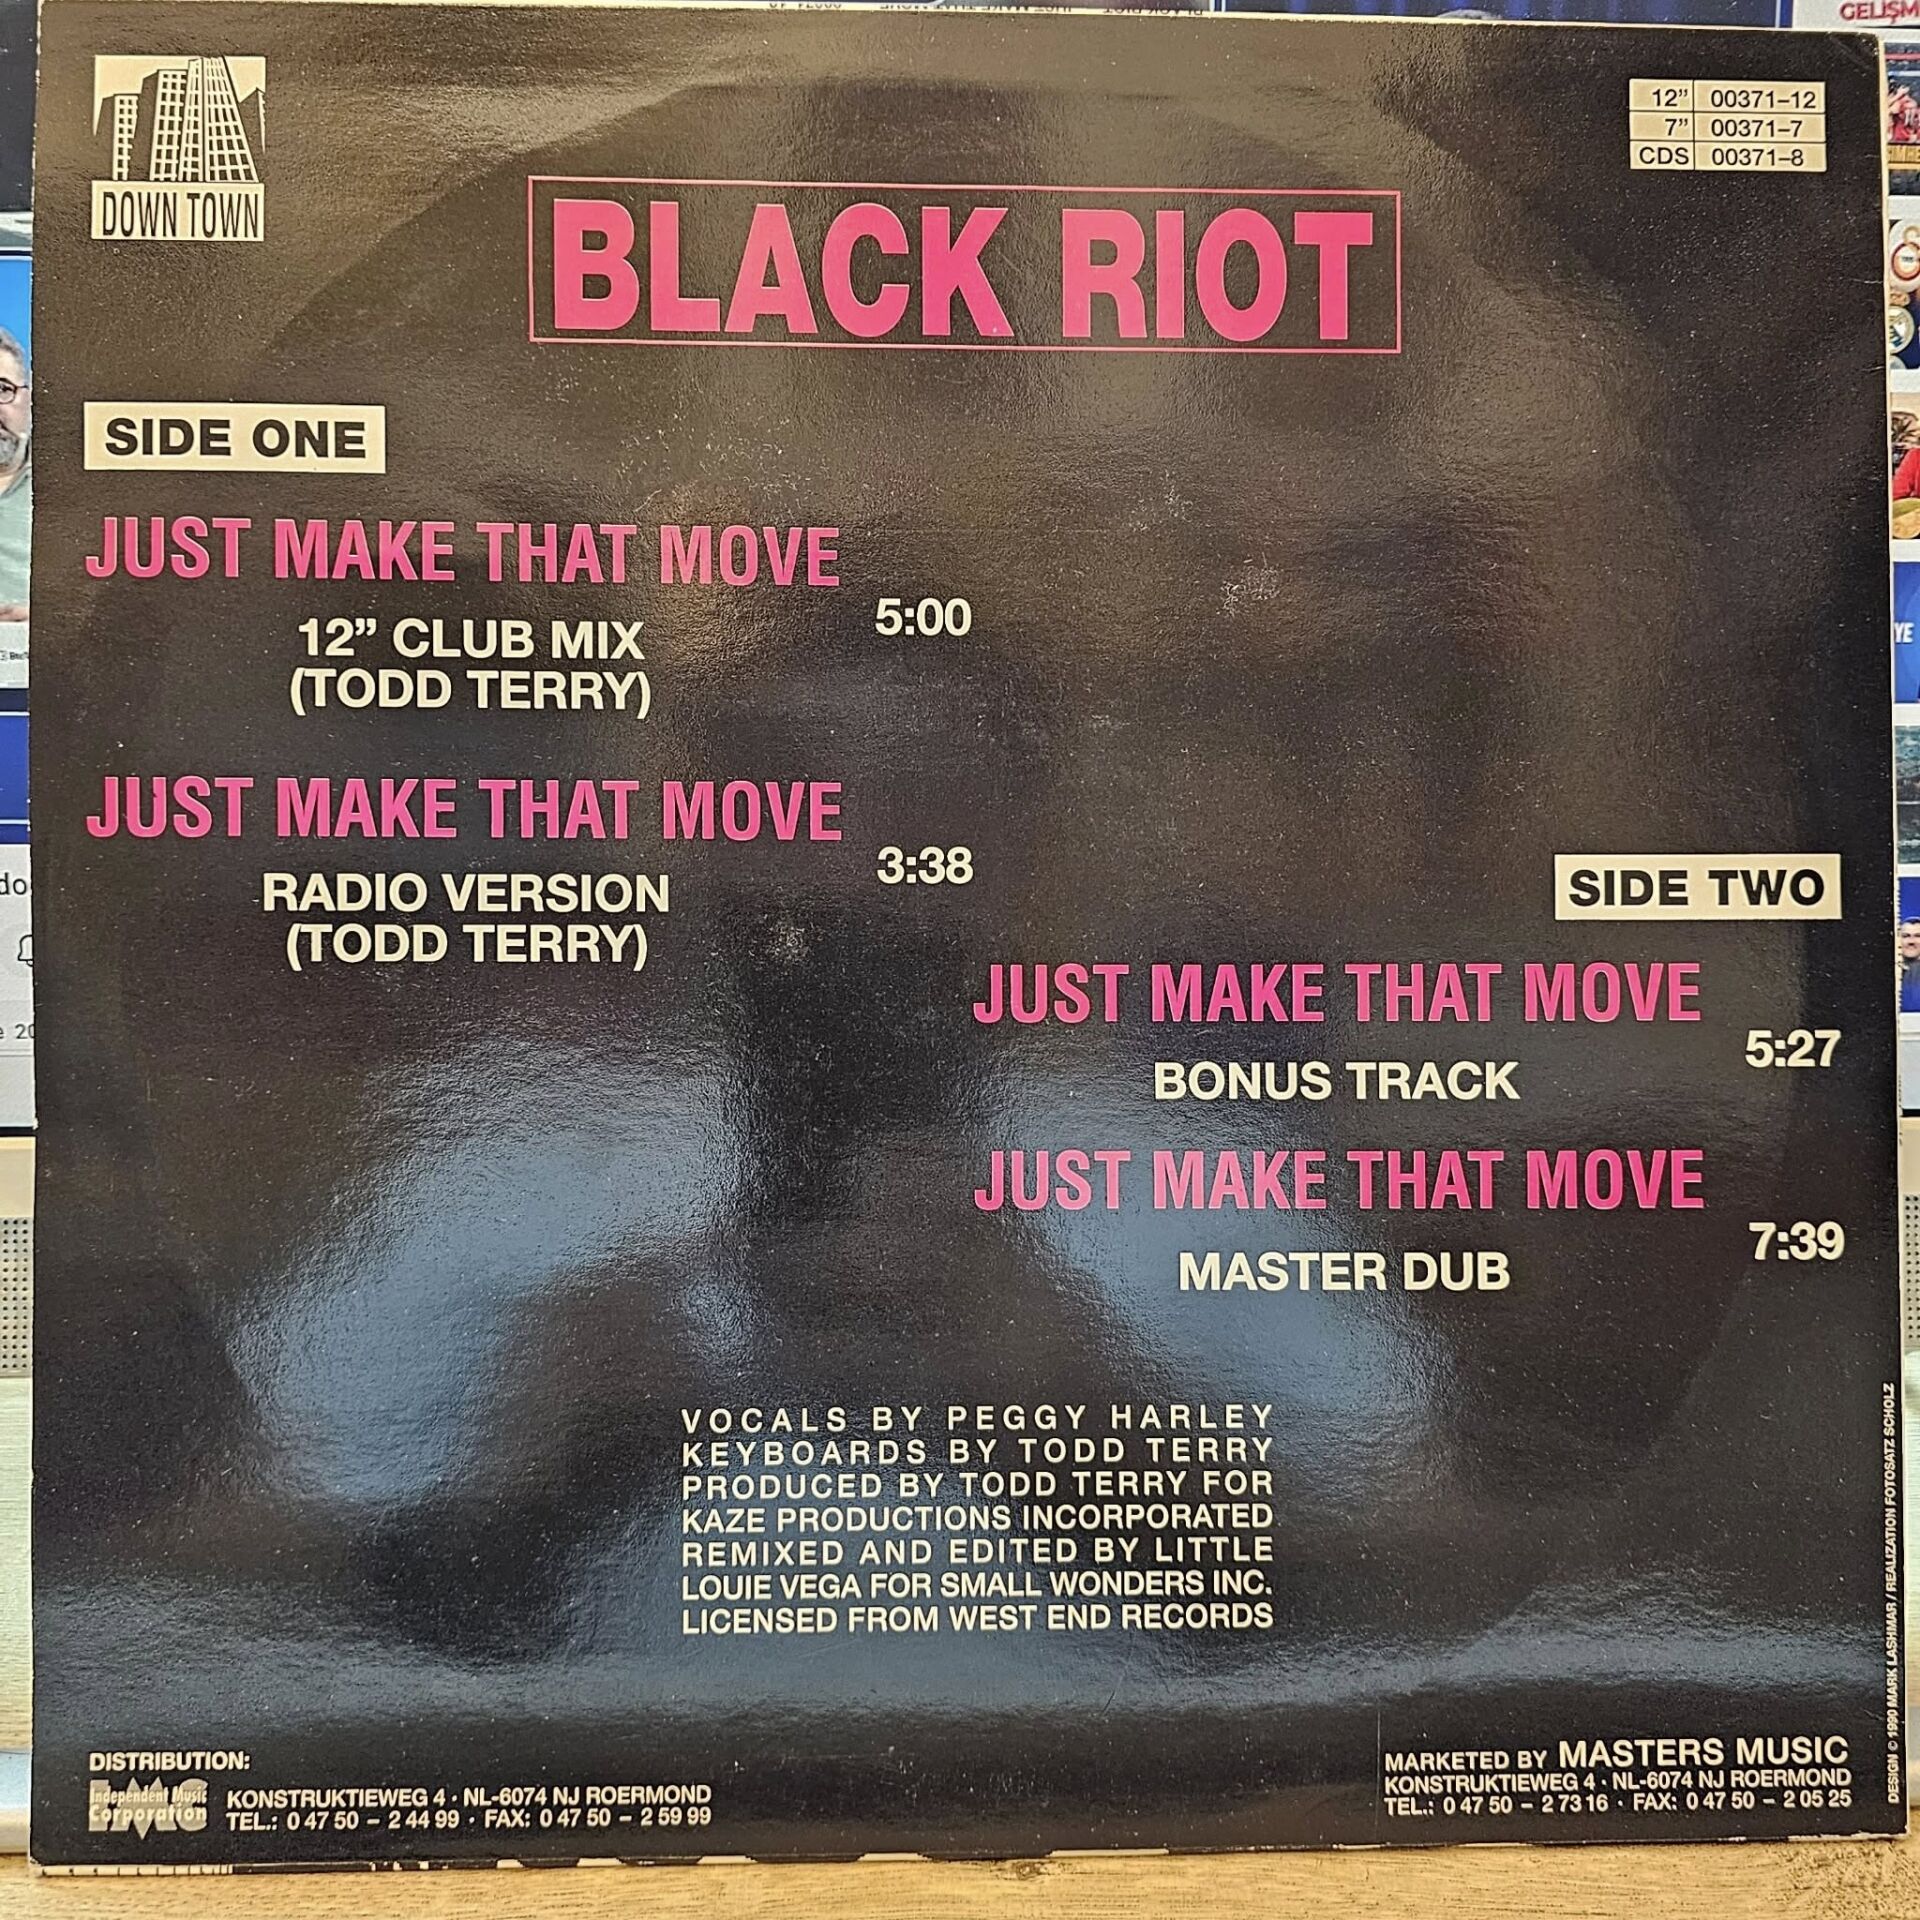 DOWN TOWN
12” 00371–12
7” 00371–7
CDS 00371–8
BLACK RIOT
SIDE ONE
JUST MAKE THAT MOVE
5:00
12” CLUB MIX
(TODD TERRY)
JUST MAKE THAT MOVE
3:38
RADIO VERSION
(TODD TERRY)
SIDE TWO
JUST MAKE THAT MOVE
5:27
BONUS TRACK
JUST MAKE THAT MOVE
7:39
MASTER DUB
VOCALS BY PEGGY HARLEY
KEYBOARDS BY TODD TERRY
PRODUCED BY TODD TERRY FOR
KAZE PRODUCTIONS INCORPORATED
REMIXED AND EDITED BY LITTLE
LOUIE VEGA FOR SMALL WONDERS INC.
LICENSED FROM WEST END RECORDS
DISTRIBUTION:
Independent Music
Corporation
KONSTRUKTIEWEG 4 · NL-6074 NJ ROERMOND
TEL.: 0 47 50 – 2 44 99 · FAX: 0 47 50 – 2 59 99
MARKETED BY MASTERS MUSIC
KONSTRUKTIEWEG 4 · NL-6074 NJ ROERMOND
TEL.: 0 47 50 – 2 73 16 · FAX: 0 47 50 – 2 05 25
DESIGN © 1990 MARK LASHMAR / REALIZATION FOTOSATZ SCHOLZ